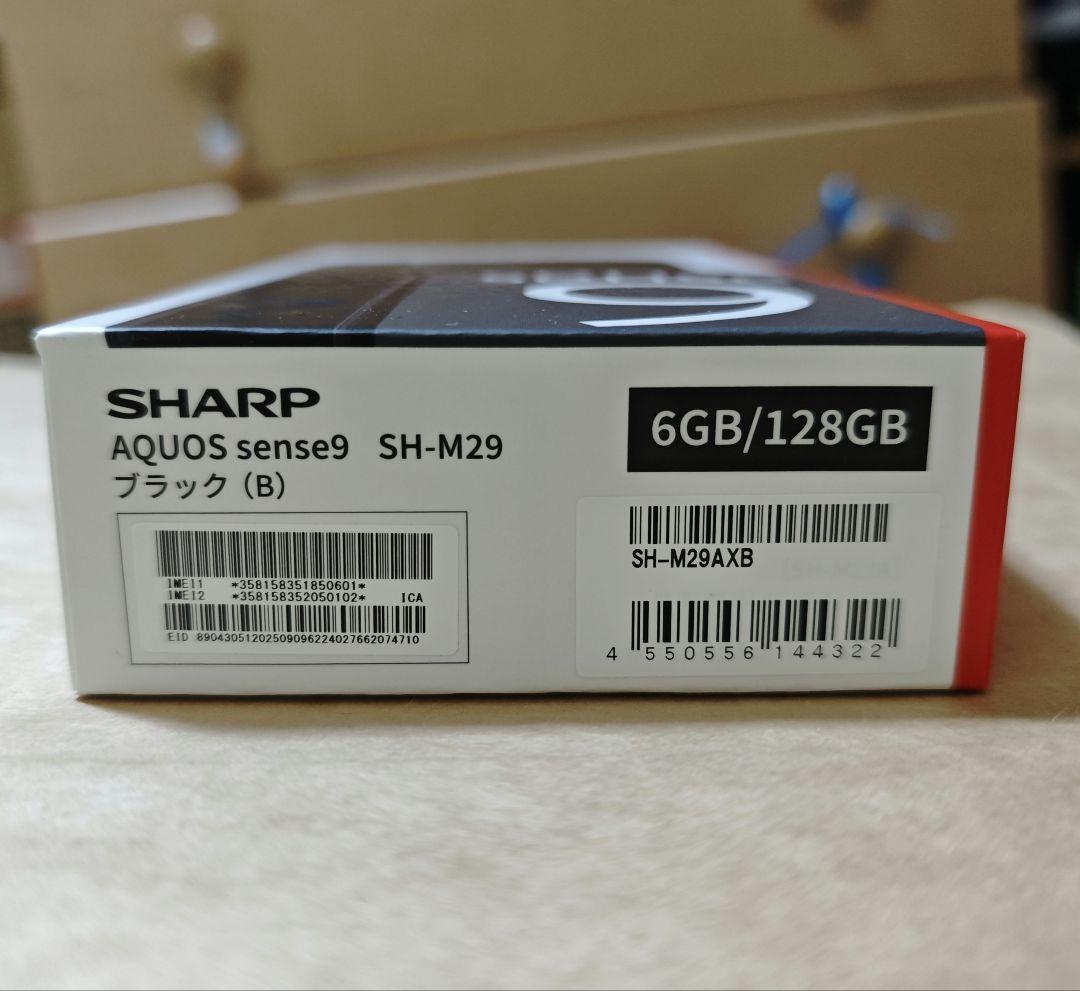 SHARP
AQUOS sense9 SH-M29
ブラック（B）
6GB/128GB
IMEI1 *358158351850601*
IMEI2 *358158352050102* ICA
EID 89043051202509096224027662074710
SH-M29AXB
4 550556 144322